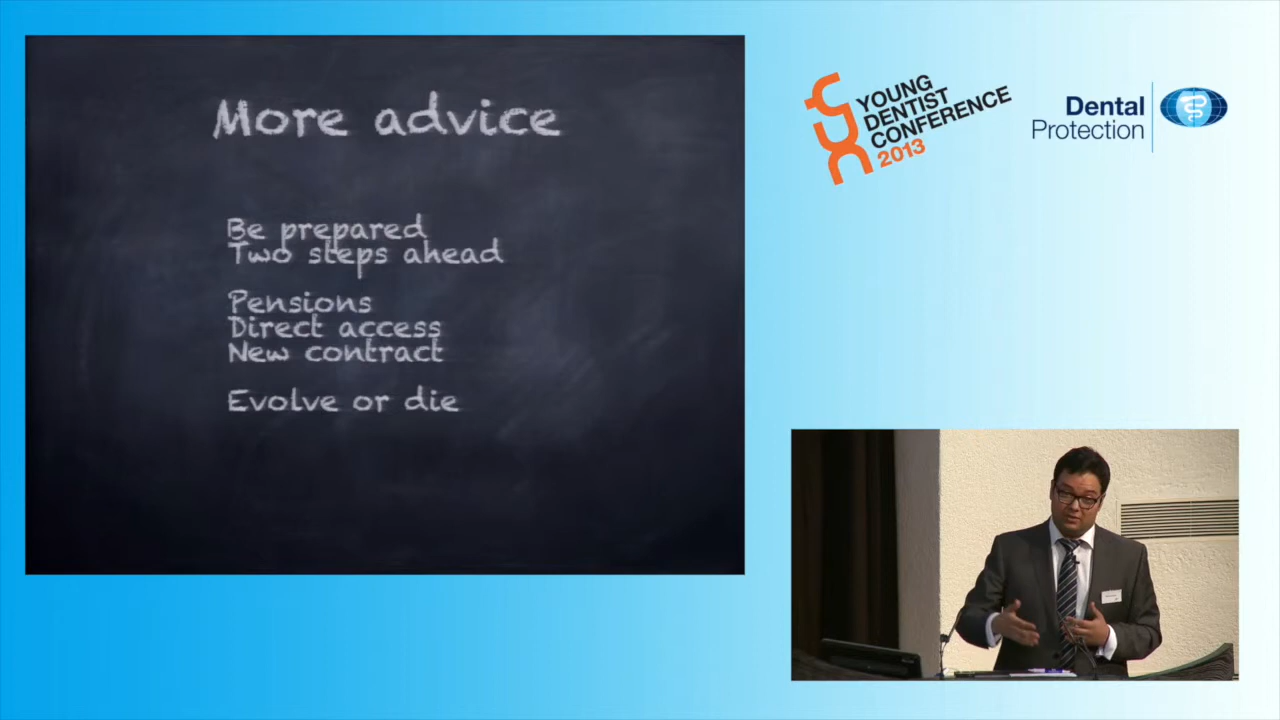 More advice
Be prepared
Two steps ahead
Pensions
Direct access
New contract
Evolve or die
YOUNG
DENTIST
CONFERENCE
2013
Dental
Protection